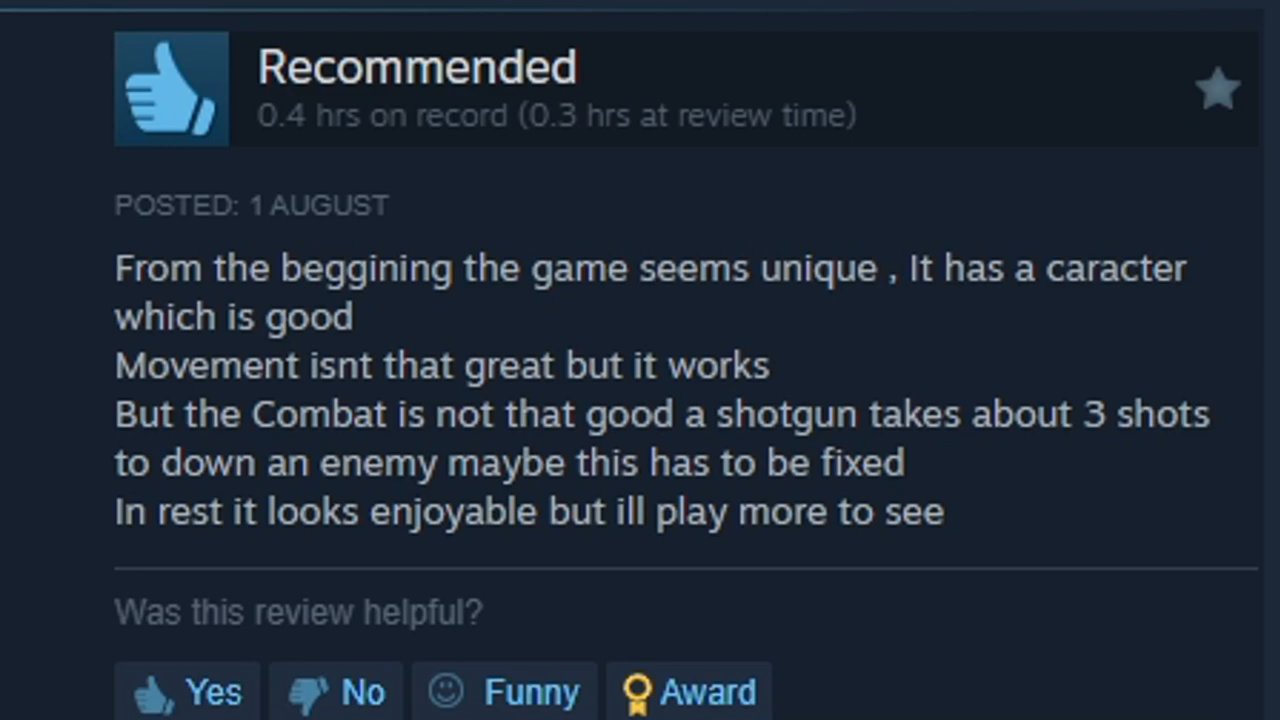 Recommended
0.4 hrs on record (0.3 hrs at review time)
POSTED: 1 AUGUST
From the beggining the game seems unique , It has a caracter
which is good
Movement isnt that great but it works
But the Combat is not that good a shotgun takes about 3 shots
to down an enemy maybe this has to be fixed
In rest it looks enjoyable but ill play more to see
Was this review helpful?
Yes No Funny Award